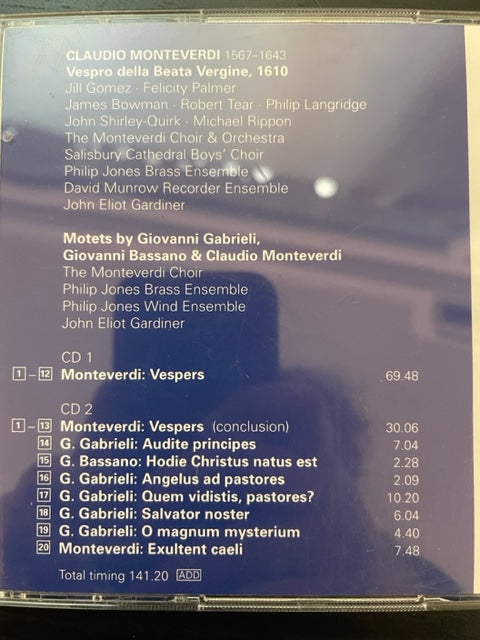 CLAUDIO MONTEVERDI 1567–1643
Vespro della Beata Vergine, 1610
Jill Gomez · Felicity Palmer
James Bowman · Robert Tear · Philip Langridge
John Shirley-Quirk · Michael Rippon
The Monteverdi Choir & Orchestra
Salisbury Cathedral Boys' Choir
Philip Jones Brass Ensemble
David Munrow Recorder Ensemble
John Eliot Gardiner
Motets by Giovanni Gabrieli,
Giovanni Bassano & Claudio Monteverdi
The Monteverdi Choir
Philip Jones Brass Ensemble
Philip Jones Wind Ensemble
John Eliot Gardiner
CD 1
1 – 12 Monteverdi: Vespers 69.48
CD 2
1 – 13 Monteverdi: Vespers (conclusion) 30.06
14 G. Gabrieli: Audite principes 7.04
15 G. Bassano: Hodie Christus natus est 2.28
16 G. Gabrieli: Angelus ad pastores 2.09
17 G. Gabrieli: Quem vidistis, pastores? 10.20
18 G. Gabrieli: Salvator noster 6.04
19 G. Gabrieli: O magnum mysterium 4.40
20 Monteverdi: Exultent caeli 7.48
Total timing 141.20 ADD